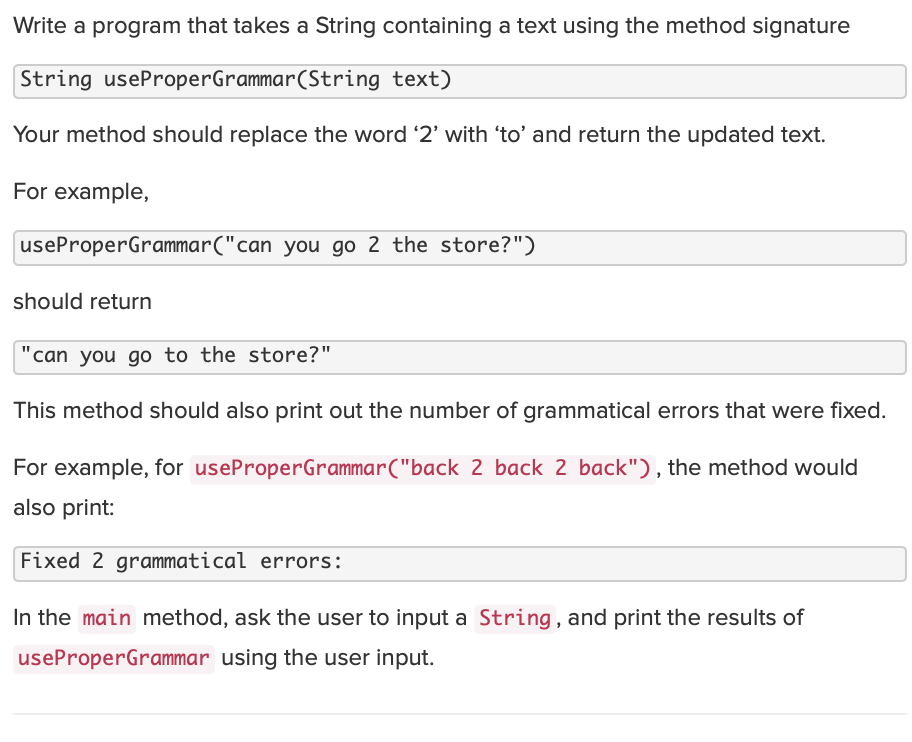 Write a program that takes a String containing a text using the method signature
String useProperGrammar(String text)
Your method should replace the word ‘2’ with ‘to’ and return the updated text.
For example,
useProperGrammar("can you go 2 the store?")
should return
"can you go to the store?"
This method should also print out the number of grammatical errors that were fixed.
For example, for useProperGrammar("back 2 back 2 back"), the method would
also print:
Fixed 2 grammatical errors:
In the main method, ask the user to input a String, and print the results of
useProperGrammar using the user input.